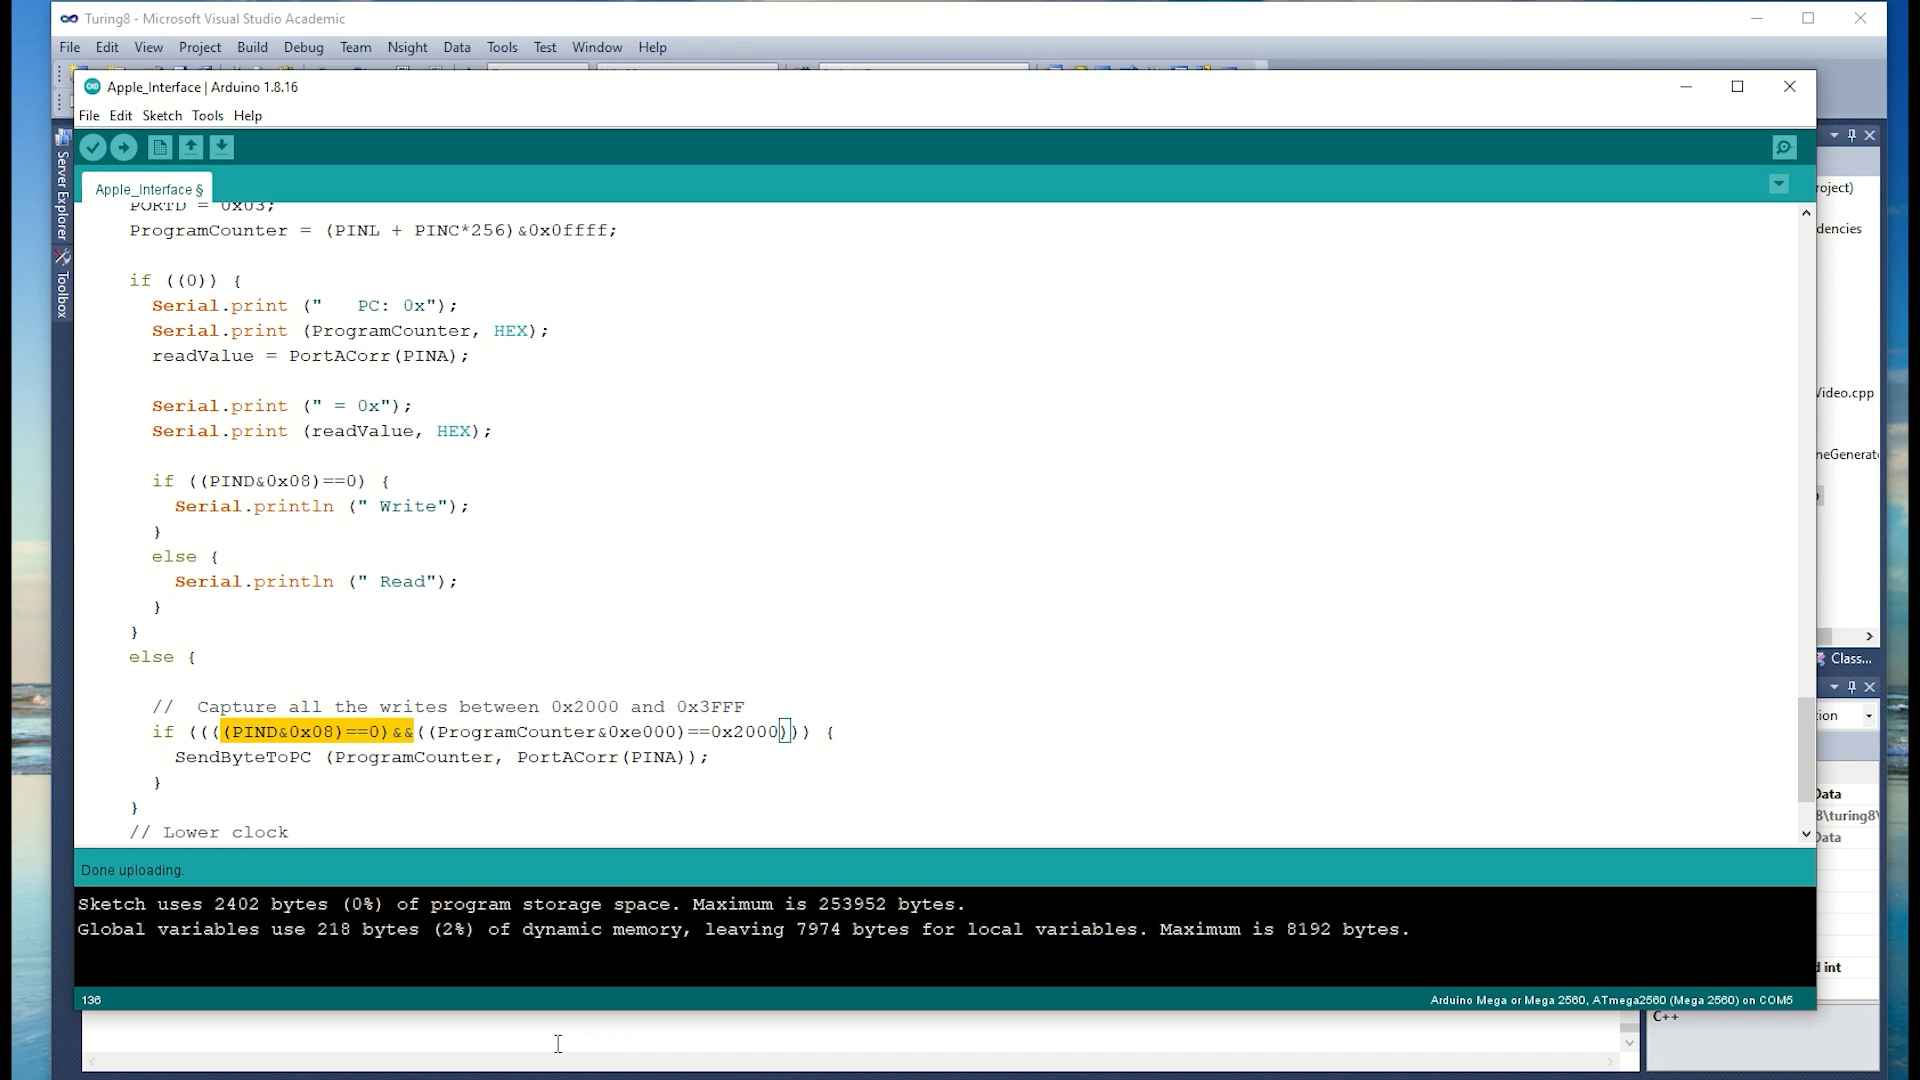 Turing8 - Microsoft Visual Studio Academic
File Edit View Project Build Debug Team Nsight Data Tools Test Window Help
Apple_Interface | Arduino 1.8.16
File Edit Sketch Tools Help
Apple_Interface §
PORTD = 0x03;
ProgramCounter = (PINL + PINC*256)&0x0ffff;
if ((0)) {
Serial.print ("   PC: 0x");
Serial.print (ProgramCounter, HEX);
readValue = PortACorr(PINA);
Serial.print (" = 0x");
Serial.print (readValue, HEX);
if ((PIND&0x08)==0) {
Serial.println (" Write");
}
else {
Serial.println (" Read");
}
}
else {
//  Capture all the writes between 0x2000 and 0x3FFF
if ((((PIND&0x08)==0)&&((ProgramCounter&0xe000)==0x2000))) {
SendByteToPC (ProgramCounter, PortACorr(PINA));
}
}
// Lower clock
Done uploading.
Sketch uses 2402 bytes (0%) of program storage space. Maximum is 253952 bytes.
Global variables use 218 bytes (2%) of dynamic memory, leaving 7974 bytes for local variables. Maximum is 8192 bytes.
136
Arduino Mega or Mega 2560, ATmega2560 (Mega 2560) on COM5
Server Explorer
Toolbox
roject)
dencies
Video.cpp
neGenerat
Class...
tion
Data
8\turing8\
Data
d int
C++